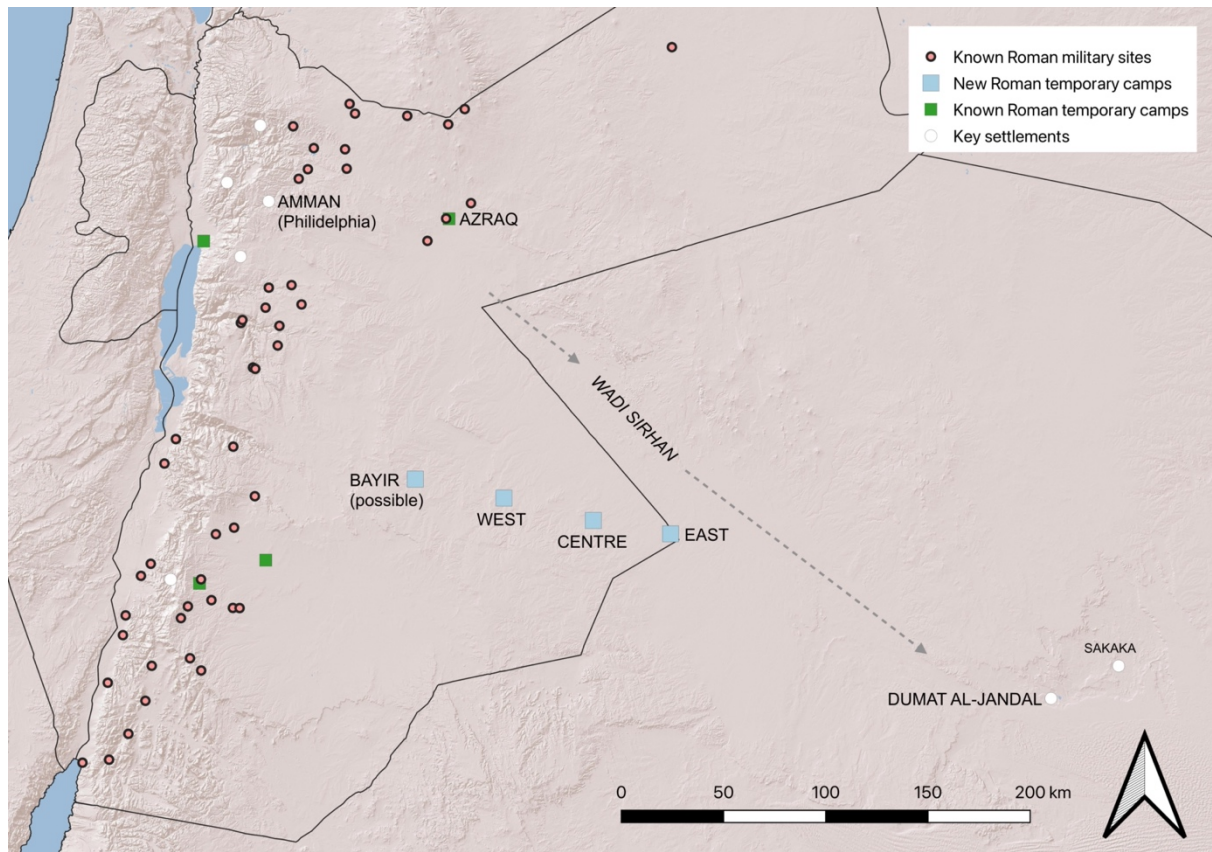 Known Roman military sites
New Roman temporary camps
Known Roman temporary camps
Key settlements
AMMAN
(Philidelphia)
AZRAQ
WADI SIRHAN
BAYIR
(possible)
WEST
CENTRE
EAST
SAKAKA
DUMAT AL-JANDAL
0 50 100 150 200 km